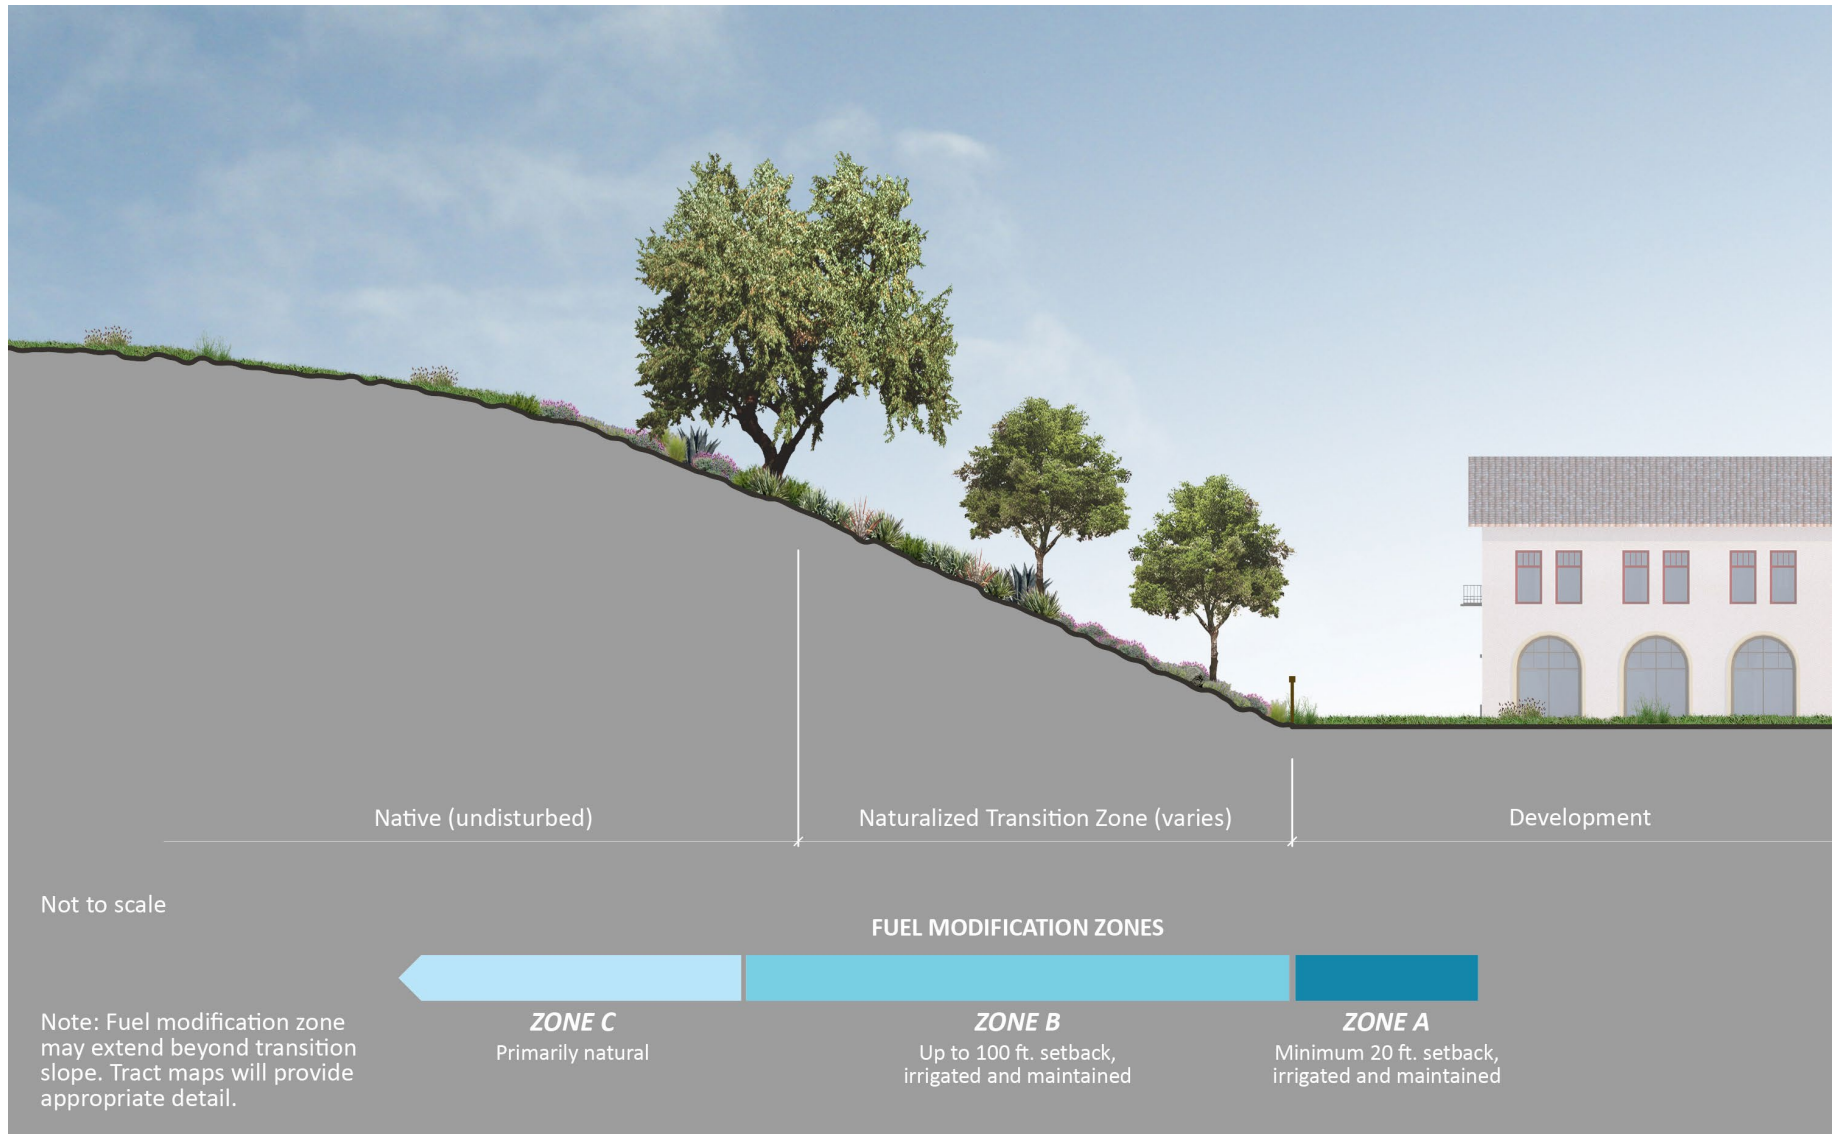 Native (undisturbed)
Naturalized Transition Zone (varies)
Development
Not to scale
FUEL MODIFICATION ZONES
Note: Fuel modification zone
may extend beyond transition
slope. Tract maps will provide
appropriate detail.
ZONE C
Primarily natural
ZONE B
Up to 100 ft. setback,
irrigated and maintained
ZONE A
Minimum 20 ft. setback,
irrigated and maintained